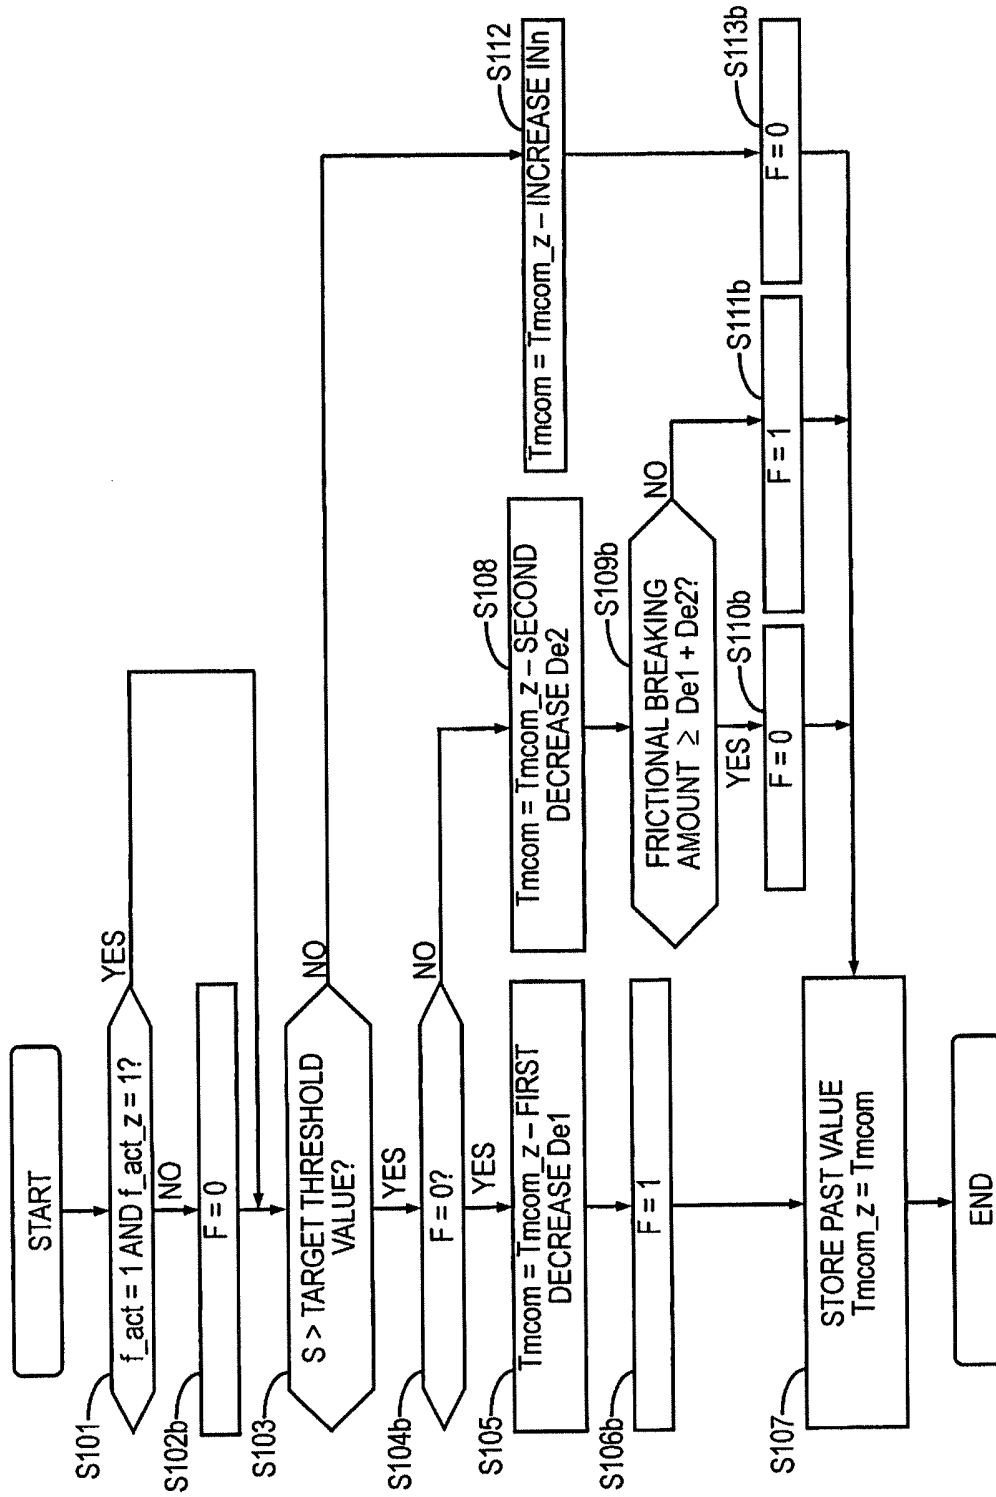 START
S101
f_act = 1 AND f_act_z = 1?
YES
NO
S102b
F = 0
S103
S > TARGET THRESHOLD
VALUE?
NO
YES
S104b
F = 0?
NO
YES
S105
Tmcom = Tmcom_z – FIRST
DECREASE De1
S106b
F = 1
S108
Tmcom = Tmcom_z – SECOND
DECREASE De2
S109b
FRICTIONAL BREAKING
AMOUNT ≥ De1 + De2?
NO
YES
S110b
F = 0
S111b
F = 1
S112
Tmcom = Tmcom_z – INCREASE INn
S113b
F = 0
S107
STORE PAST VALUE
Tmcom_z = Tmcom
END